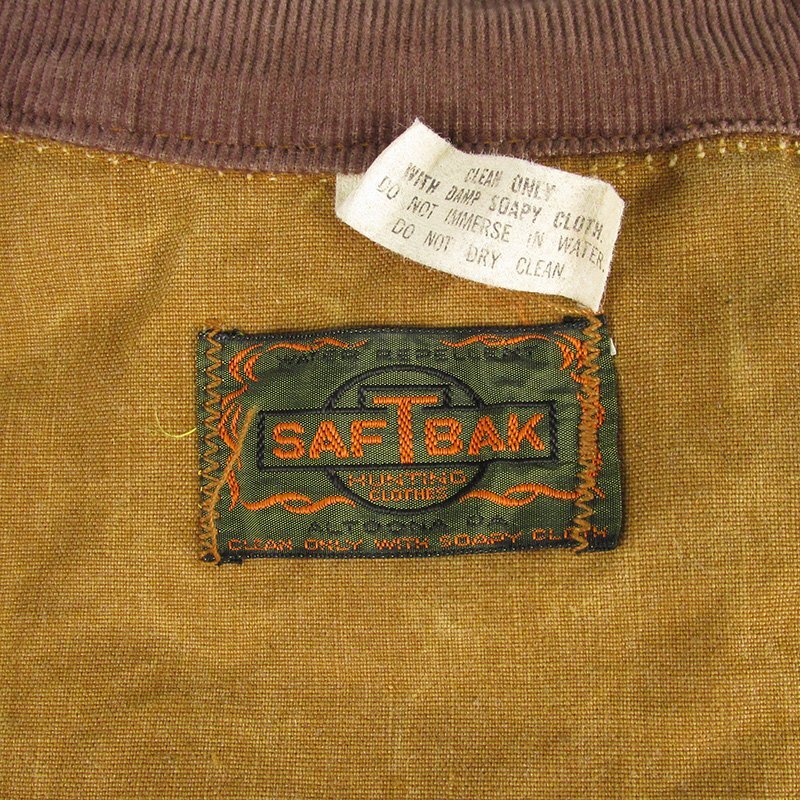 CLEAN ONLY
WITH DAMP SOAPY CLOTH.
DO NOT IMMERSE IN WATER.
DO NOT DRY CLEAN
WATER REPELLENT
SAFTBAK
HUNTING
CLOTHES
ALTOONA PA.
CLEAN ONLY WITH SOAPY CLOTH